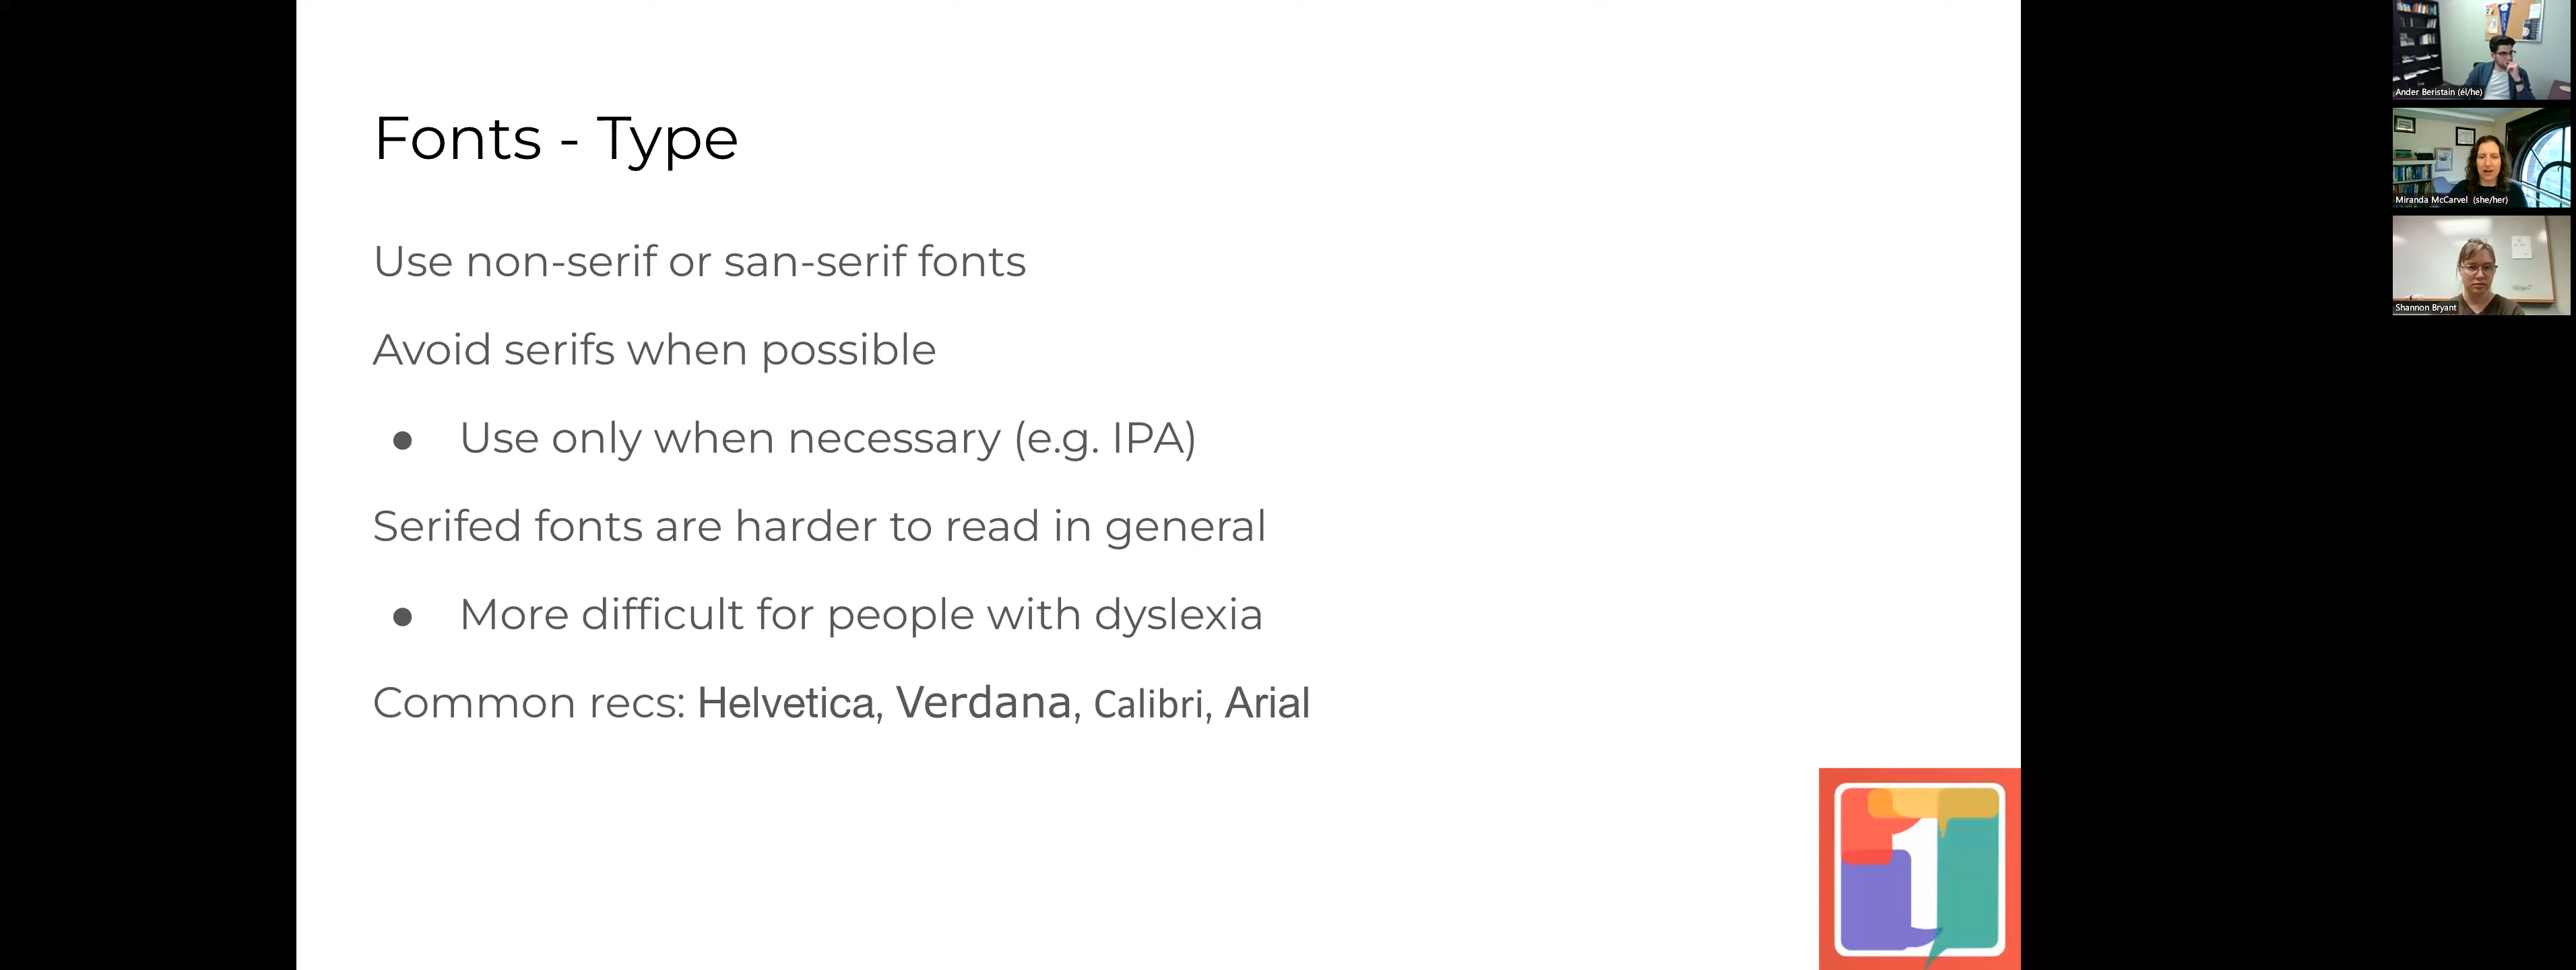 Fonts - Type
Use non-serif or san-serif fonts
Avoid serifs when possible
● Use only when necessary (e.g. IPA)
Serifed fonts are harder to read in general
● More difficult for people with dyslexia
Common recs: Helvetica, Verdana, Calibri, Arial
1
Ander Beristain (él/he)
Miranda McCarvel (she/her)
Shannon Bryant